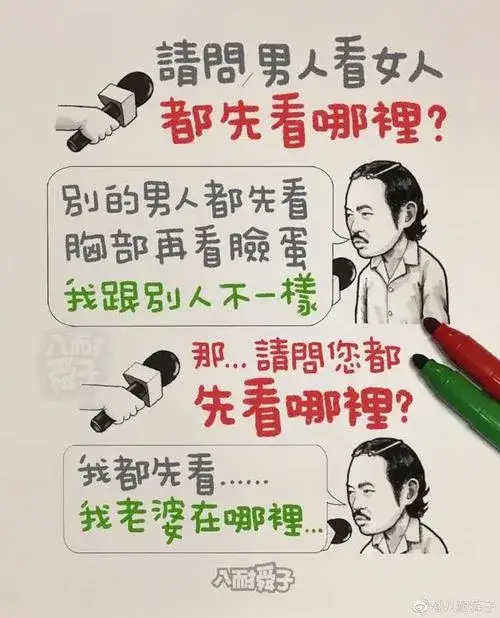 請問,男人看女人
都先看哪裡?
別的男人都先看
胸部再看臉蛋
我跟別人不一樣
八耐舜子
那...請問您都
先看哪裡?
我都先看......
我老婆在哪裡...
八耐舜子
@八耐舜子